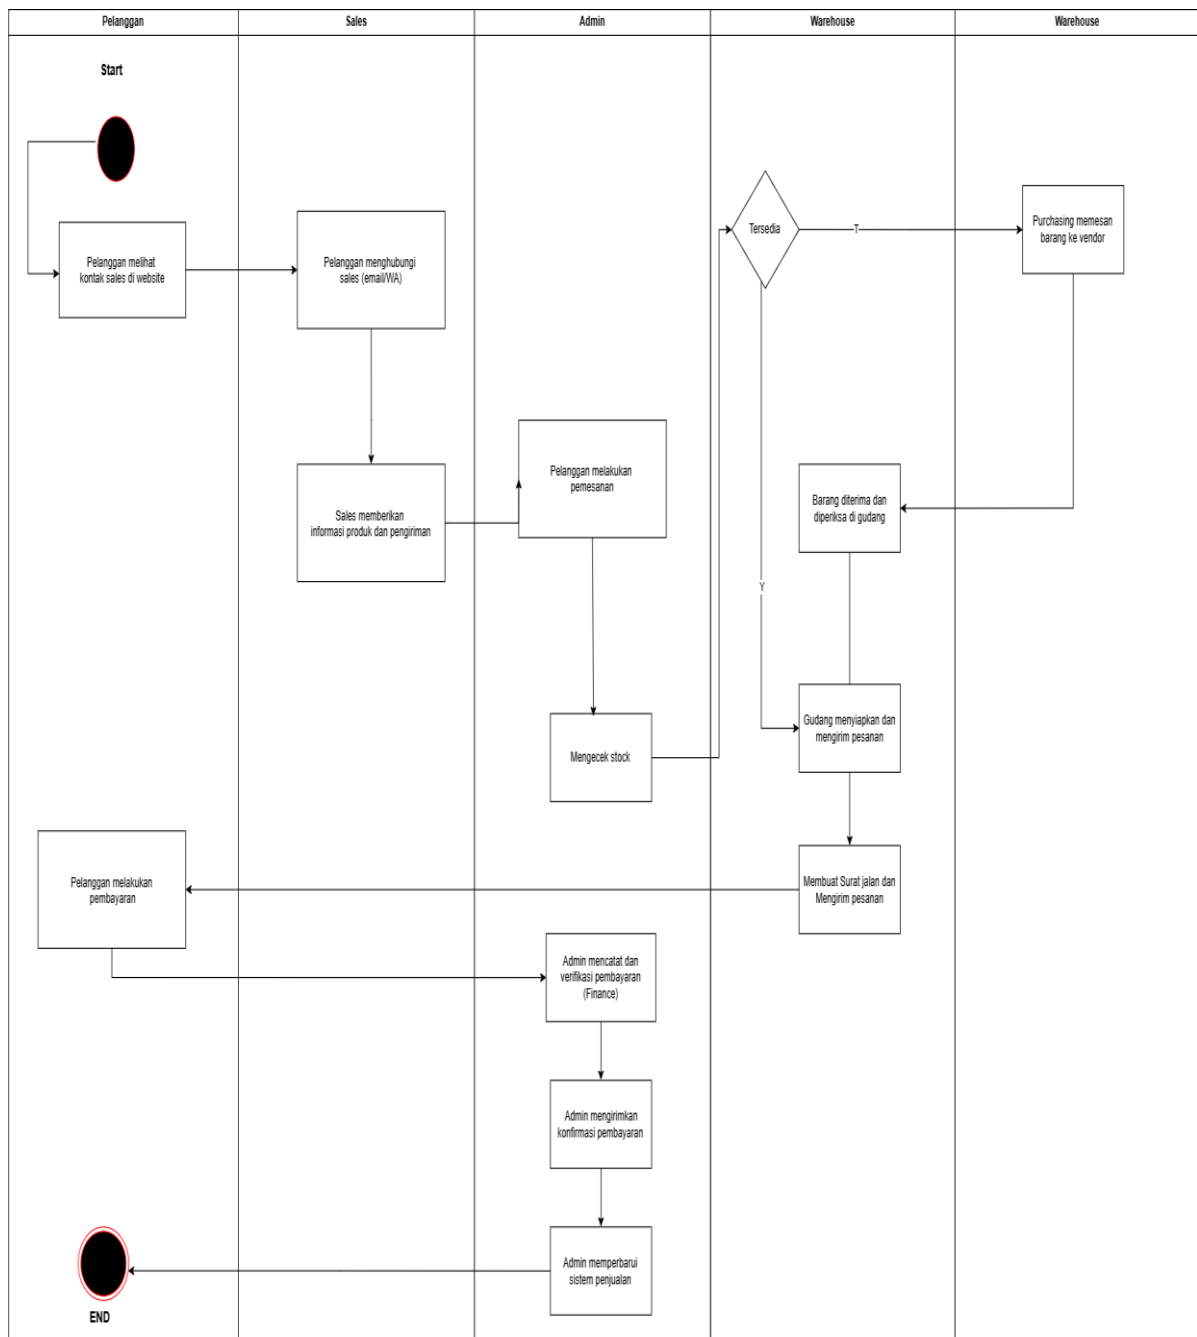 Pelanggan
Sales
Admin
Warehouse
Warehouse
Start
Pelanggan melihat
kontak sales di website
Pelanggan menghubungi
sales (email/WA)
Tersedia
T
Purchasing memesan
barang ke vendor
Sales memberikan
informasi produk dan pengiriman
Pelanggan melakukan
pemesanan
Barang diterima dan
diperiksa di gudang
Y
Mengecek stock
Gudang menyiapkan dan
mengirim pesanan
Pelanggan melakukan
pembayaran
Membuat Surat jalan dan
Mengirim pesanan
Admin mencatat dan
verifikasi pembayaran
(Finance)
Admin mengirimkan
konfirmasi pembayaran
Admin memperbarui
sistem penjualan
END